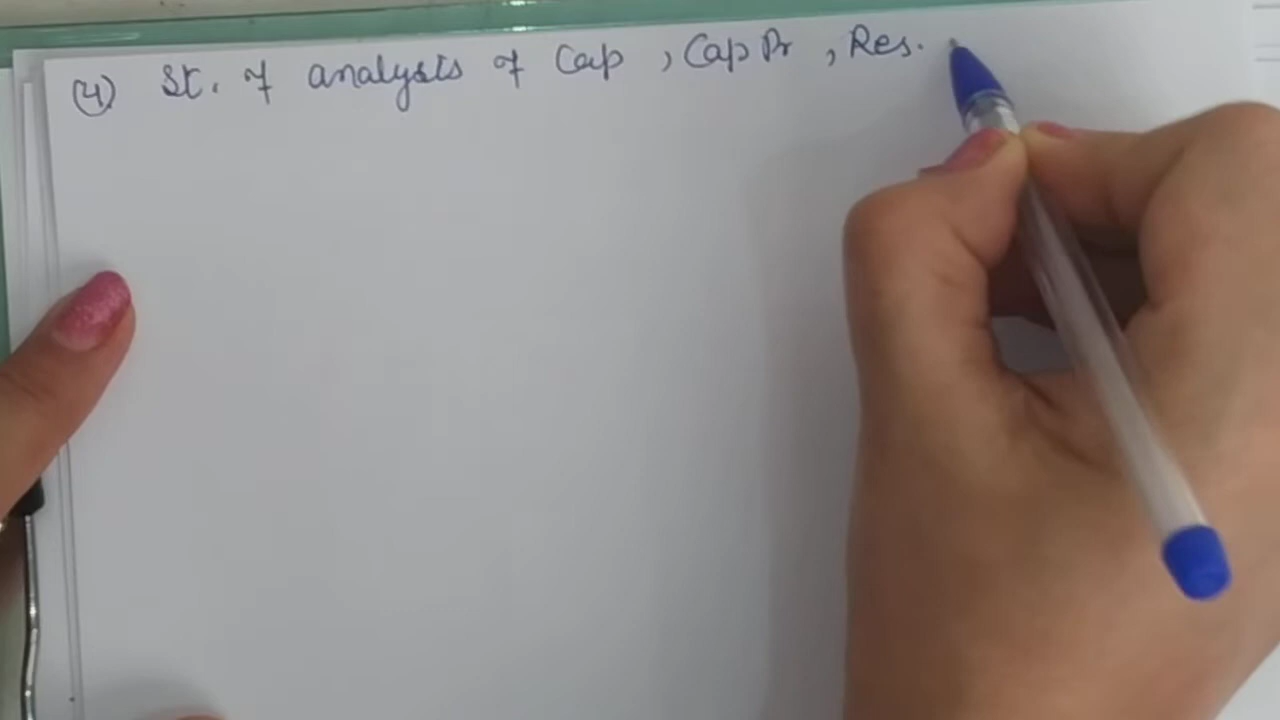 (4) St. of analysis of Cap, Cap Pr, Res.